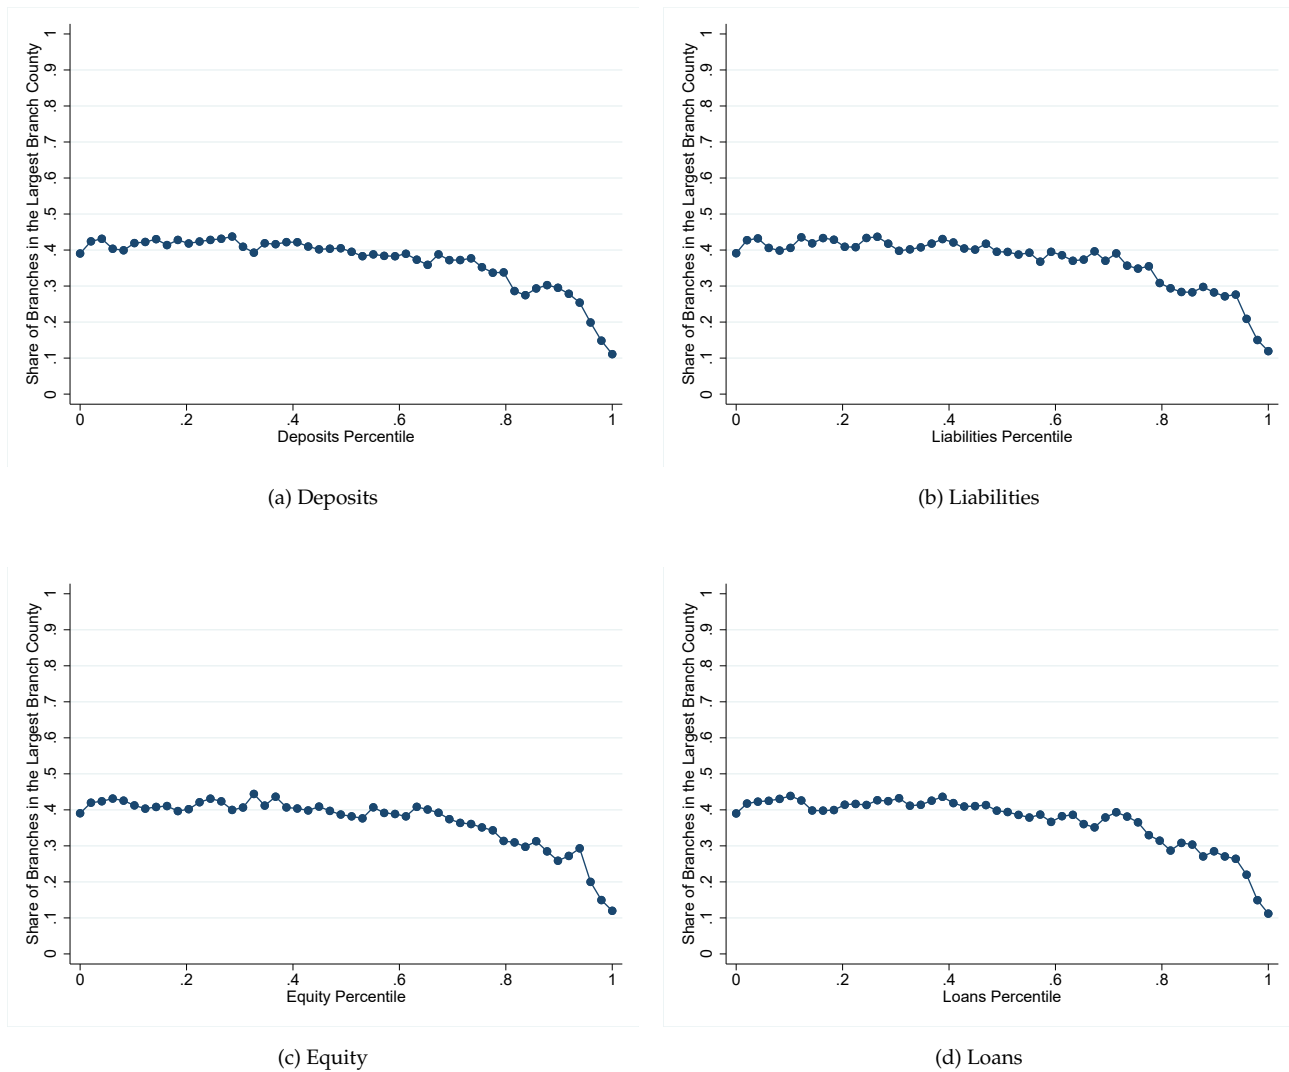 Share of Branches in the Largest Branch County
1
.9
.8
.7
.6
.5
.4
.3
.2
.1
0
0 .2 .4 .6 .8 1
Deposits Percentile
(a) Deposits
Share of Branches in the Largest Branch County
1
.9
.8
.7
.6
.5
.4
.3
.2
.1
0
0 .2 .4 .6 .8 1
Liabilities Percentile
(b) Liabilities
Share of Branches in the Largest Branch County
1
.9
.8
.7
.6
.5
.4
.3
.2
.1
0
0 .2 .4 .6 .8 1
Equity Percentile
(c) Equity
Share of Branches in the Largest Branch County
1
.9
.8
.7
.6
.5
.4
.3
.2
.1
0
0 .2 .4 .6 .8 1
Loans Percentile
(d) Loans